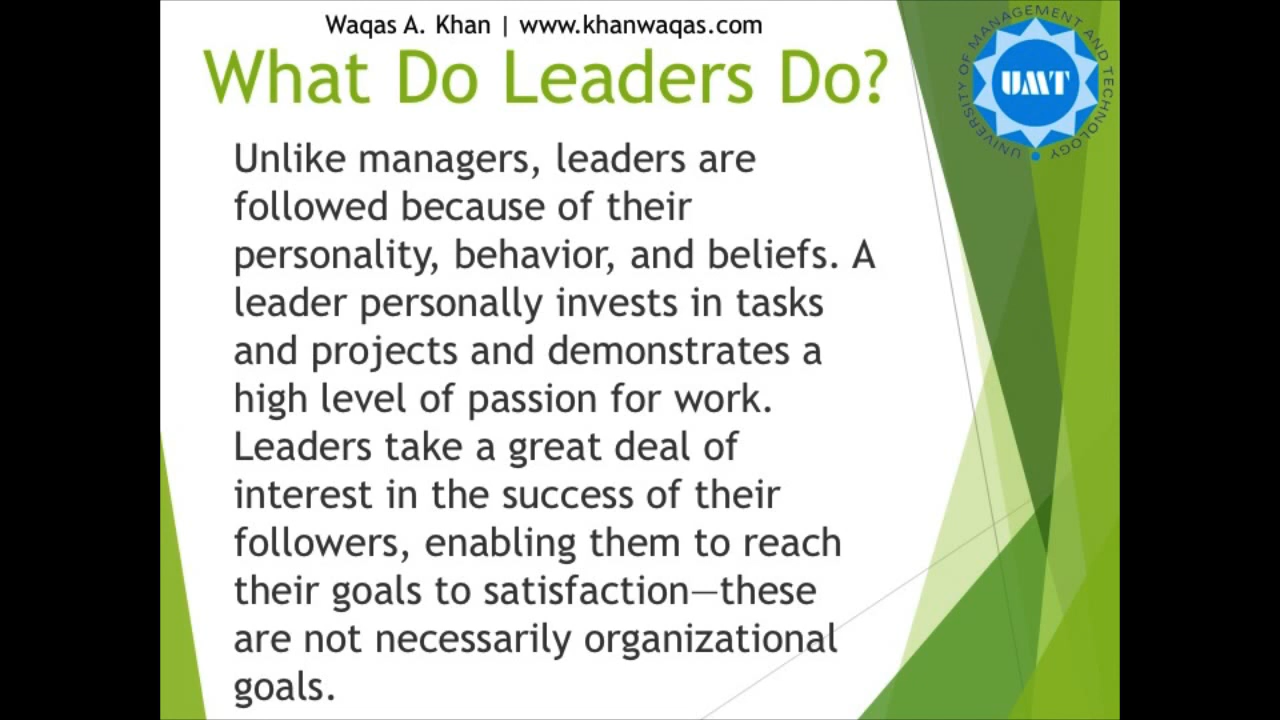 Waqas A. Khan | www.khanwaqas.com
What Do Leaders Do?
UNIVERSITY OF MANAGEMENT AND TECHNOLOGY
UMT
Unlike managers, leaders are
followed because of their
personality, behavior, and beliefs. A
leader personally invests in tasks
and projects and demonstrates a
high level of passion for work.
Leaders take a great deal of
interest in the success of their
followers, enabling them to reach
their goals to satisfaction—these
are not necessarily organizational
goals.